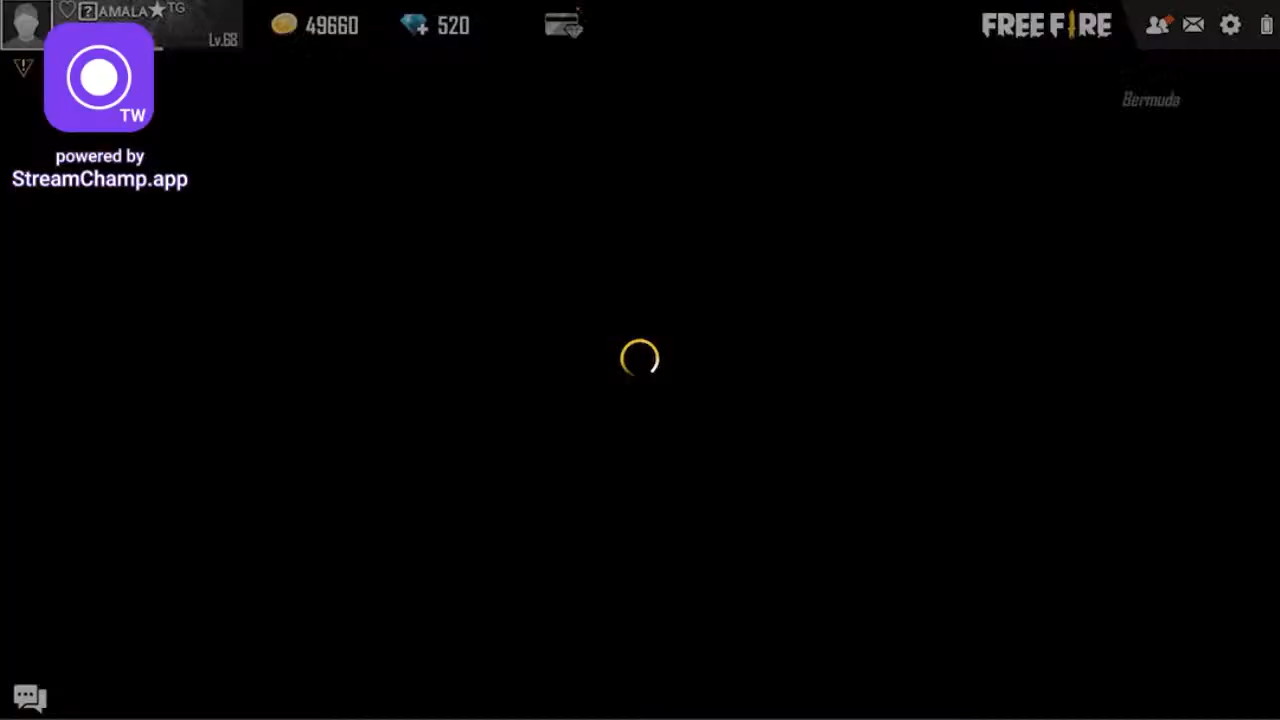 ♡?AMALA★TG
Lv.68
49660
520
FREE FIRE
TW
powered by
StreamChamp.app
Bermuda